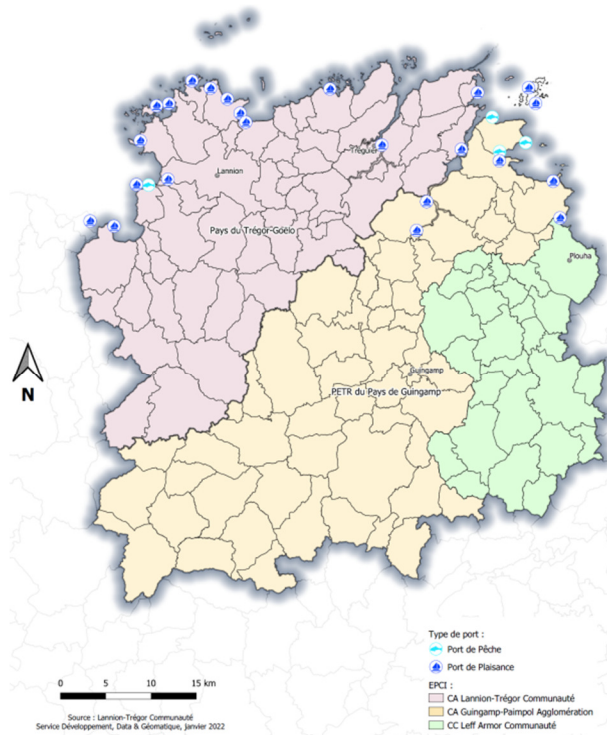 Lannion
Tréguier
Pays du Trégor-Goëlo
Plouha
Guingamp
PETR du Pays de Guingamp
N
0 5 10 15 km
Source : Lannion-Trégor Communauté
Service Développement, Data & Géomatique, janvier 2022
Type de port :
Port de Pêche
Port de Plaisance
EPCI :
CA Lannion-Trégor Communauté
CA Guingamp-Paimpol Agglomération
CC Leff Armor Communauté